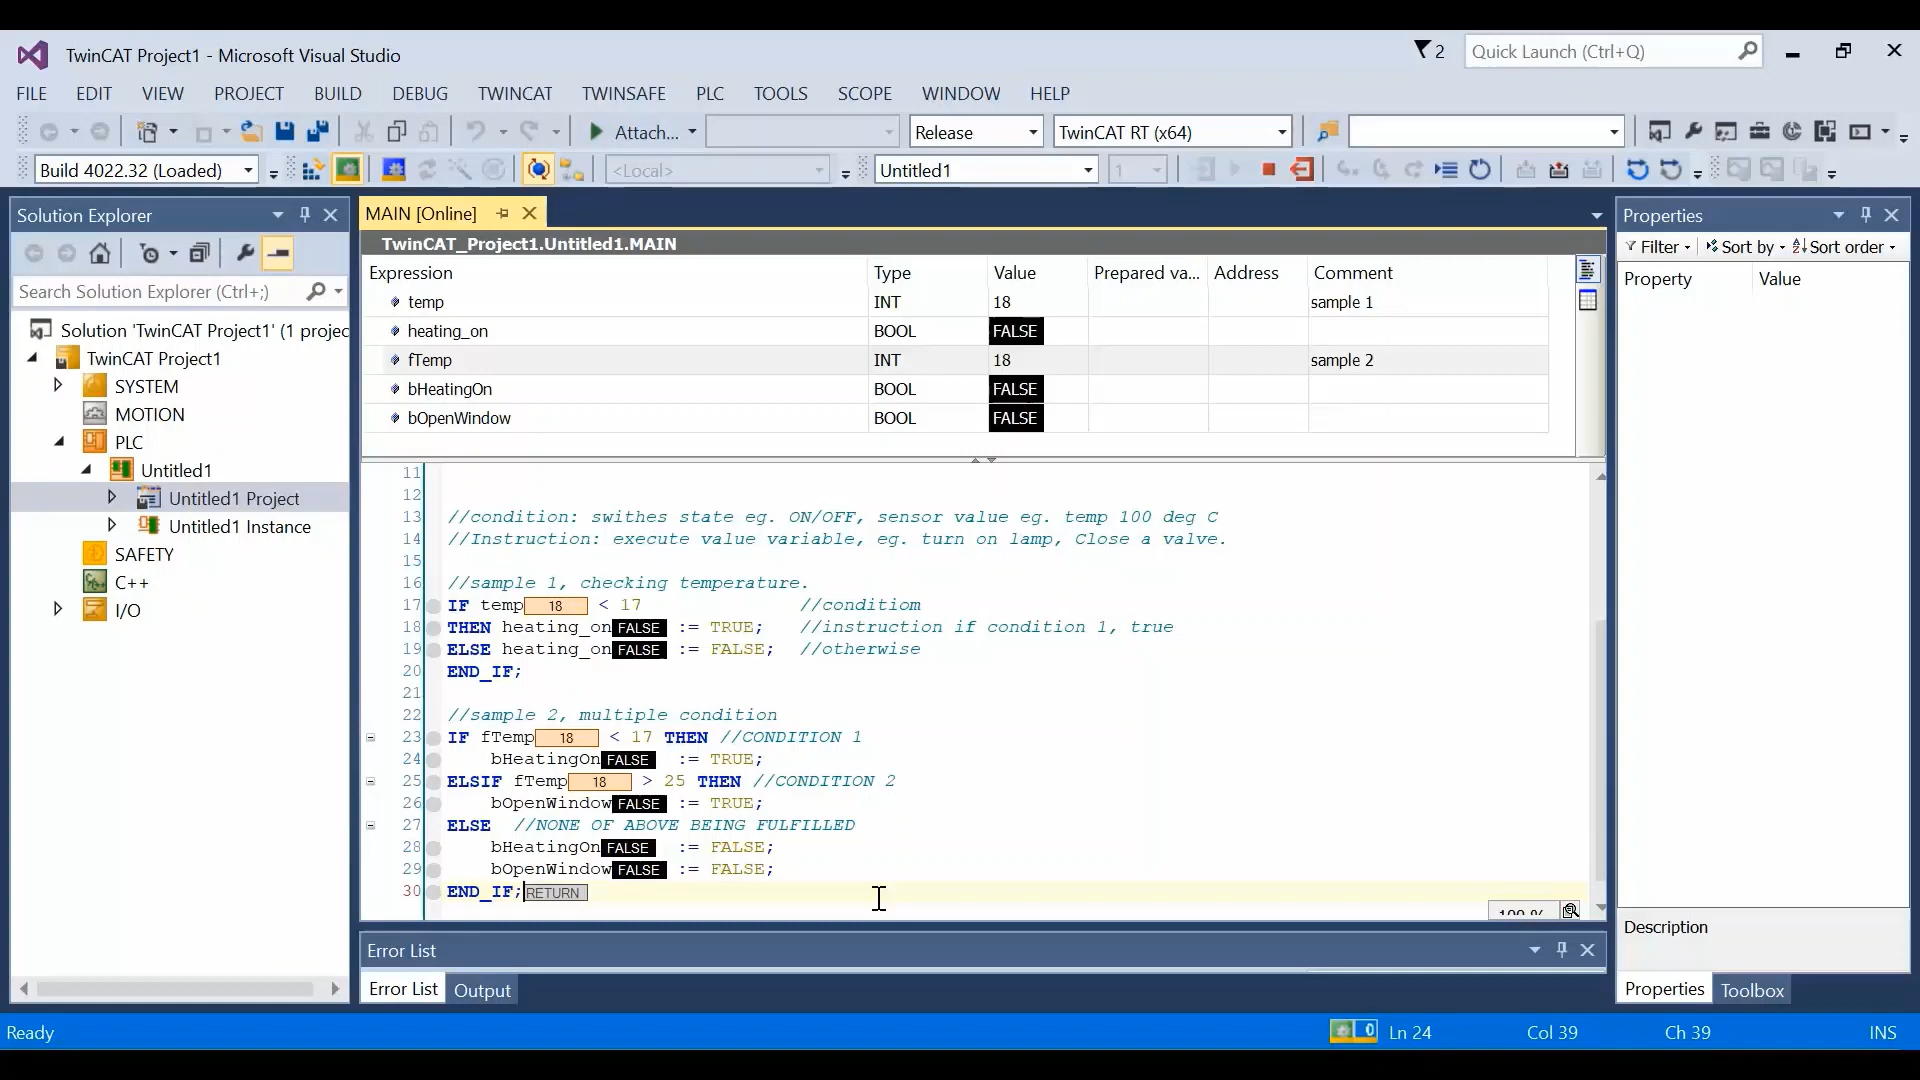 TwinCAT Project1 - Microsoft Visual Studio
2
Quick Launch (Ctrl+Q)
FILE EDIT VIEW PROJECT BUILD DEBUG TWINCAT TWINSAFE PLC TOOLS SCOPE WINDOW HELP
Attach... Release TwinCAT RT (x64)
Build 4022.32 (Loaded) <Local> Untitled1 1
Solution Explorer
Search Solution Explorer (Ctrl+;)
Solution 'TwinCAT Project1' (1 projec
TwinCAT Project1
SYSTEM
MOTION
PLC
Untitled1
Untitled1 Project
Untitled1 Instance
SAFETY
C++
I/O
MAIN [Online]
TwinCAT_Project1.Untitled1.MAIN
Expression Type Value Prepared va... Address Comment
temp INT 18 sample 1
heating_on BOOL FALSE
fTemp INT 18 sample 2
bHeatingOn BOOL FALSE
bOpenWindow BOOL FALSE
11
12
13 //condition: swithes state eg. ON/OFF, sensor value eg. temp 100 deg C
14 //Instruction: execute value variable, eg. turn on lamp, Close a valve.
15
16 //sample 1, checking temperature.
17 IF temp 18 < 17 //conditiom
18 THEN heating_on FALSE := TRUE; //instruction if condition 1, true
19 ELSE heating_on FALSE := FALSE; //otherwise
20 END_IF;
21
22 //sample 2, multiple condition
23 IF fTemp 18 < 17 THEN //CONDITION 1
24 bHeatingOn FALSE := TRUE;
25 ELSIF fTemp 18 > 25 THEN //CONDITION 2
26 bOpenWindow FALSE := TRUE;
27 ELSE //NONE OF ABOVE BEING FULFILLED
28 bHeatingOn FALSE := FALSE;
29 bOpenWindow FALSE := FALSE;
30 END_IF; RETURN
100 %
Error List
Error List Output
Properties
Filter Sort by Sort order
Property Value
Description
Properties Toolbox
Ready 0 Ln 24 Col 39 Ch 39 INS